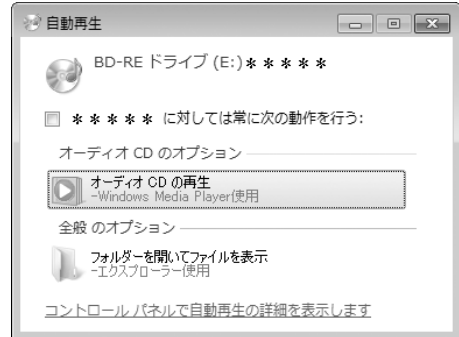 自動再生
BD-RE ドライブ (E:)＊＊＊＊＊
＊＊＊＊＊ に対しては常に次の動作を行う:
オーディオ CD のオプション
オーディオ CD の再生
-Windows Media Player使用
全般 のオプション
フォルダーを開いてファイルを表示
-エクスプローラー使用
コントロール パネルで自動再生の詳細を表示します